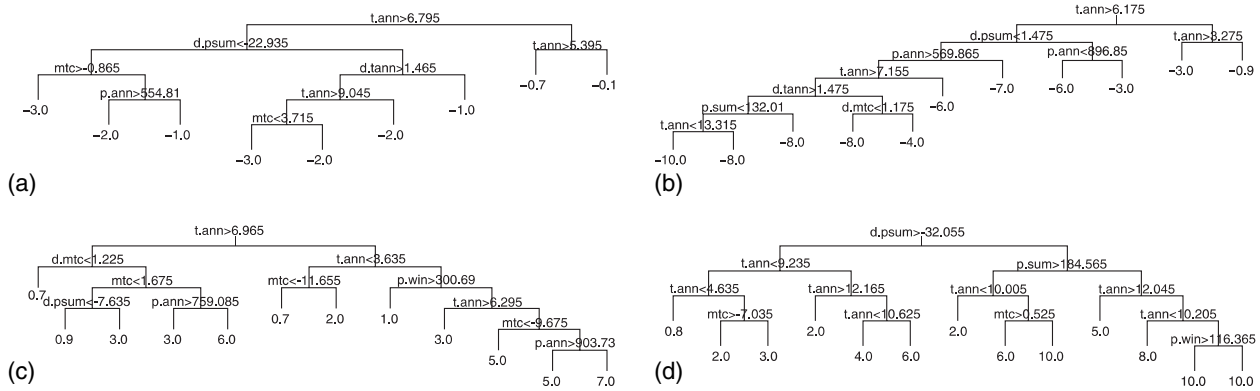 t.ann>6.795
d.psum<-22.935
t.ann>5.395
mtc>-0.865
d.tann>1.465
-0.7 -0.1
p.ann>554.81
t.ann>9.045
-3.0 -1.0
mtc<3.715
-2.0 -1.0 -2.0
-3.0 -2.0
(a)
t.ann>6.175
d.psum<1.475
t.ann>3.275
p.ann>569.865
p.ann<896.85
-3.0 -0.9
t.ann>7.155
-7.0 -6.0 -3.0
d.tann>1.475
-6.0
p.sum<132.01
d.mtc<1.175
t.ann<13.315
-8.0 -8.0 -4.0
-10.0 -8.0
(b)
t.ann>6.965
d.mtc<1.225
t.ann<3.635
mtc<1.675
mtc<-11.655
p.win>300.69
0.7
d.psum<-7.635
p.ann>759.085
t.ann>6.295
0.7 2.0 1.0
mtc<-9.675
0.9 3.0 3.0 6.0
3.0
p.ann>903.73
5.0
5.0 7.0
(c)
d.psum>-32.055
t.ann<9.235
p.sum>184.565
t.ann<4.635
t.ann>12.165
t.ann<10.005
t.ann>12.045
mtc>-7.035
t.ann<10.625
mtc>0.525
t.ann<10.205
0.8 2.0 2.0 5.0
p.win>116.365
2.0 3.0 4.0 6.0 6.0 10.0 8.0
10.0 10.0
(d)